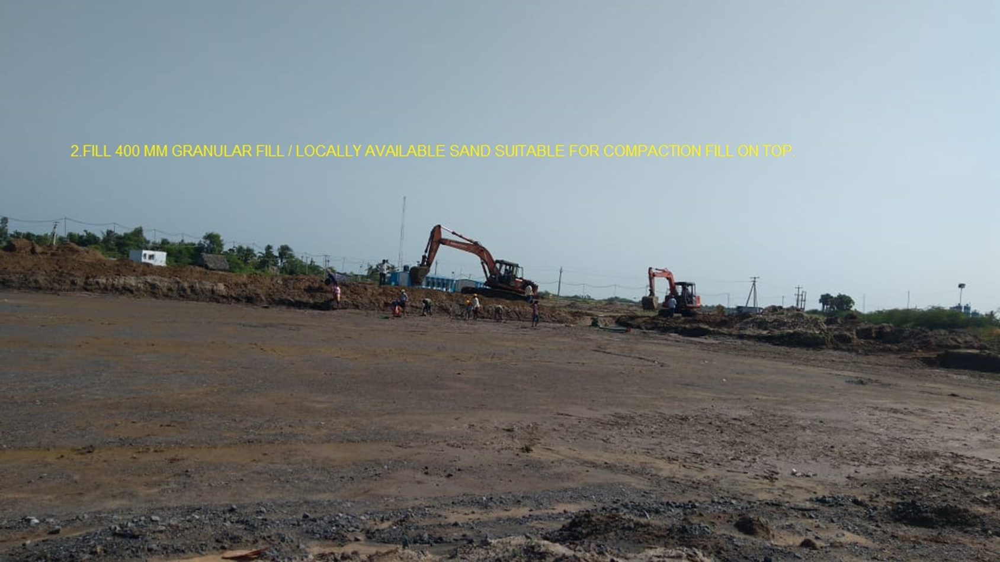 2.FILL 400 MM GRANULAR FILL / LOCALLY AVAILABLE SAND SUITABLE FOR COMPACTION FILL ON TOP.